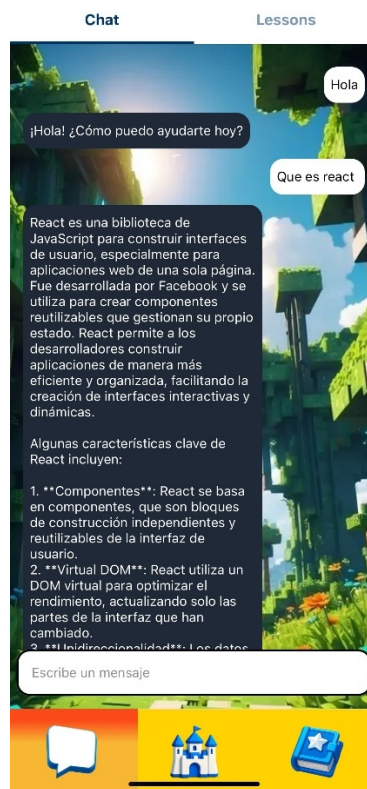 Chat Lessons
Hola
¡Hola! ¿Cómo puedo ayudarte hoy?
Que es react
React es una biblioteca de
JavaScript para construir interfaces
de usuario, especialmente para
aplicaciones web de una sola página.
Fue desarrollada por Facebook y se
utiliza para crear componentes
reutilizables que gestionan su propio
estado. React permite a los
desarrolladores construir
aplicaciones de manera más
eficiente y organizada, facilitando la
creación de interfaces interactivas y
dinámicas.
Algunas características clave de
React incluyen:
1. **Componentes**: React se basa
en componentes, que son bloques
de construcción independientes y
reutilizables de la interfaz de
usuario.
2. **Virtual DOM**: React utiliza un
DOM virtual para optimizar el
rendimiento, actualizando solo las
partes de la interfaz que han
cambiado.
3. **Unidireccionalidad**: Los datos
Escribe un mensaje